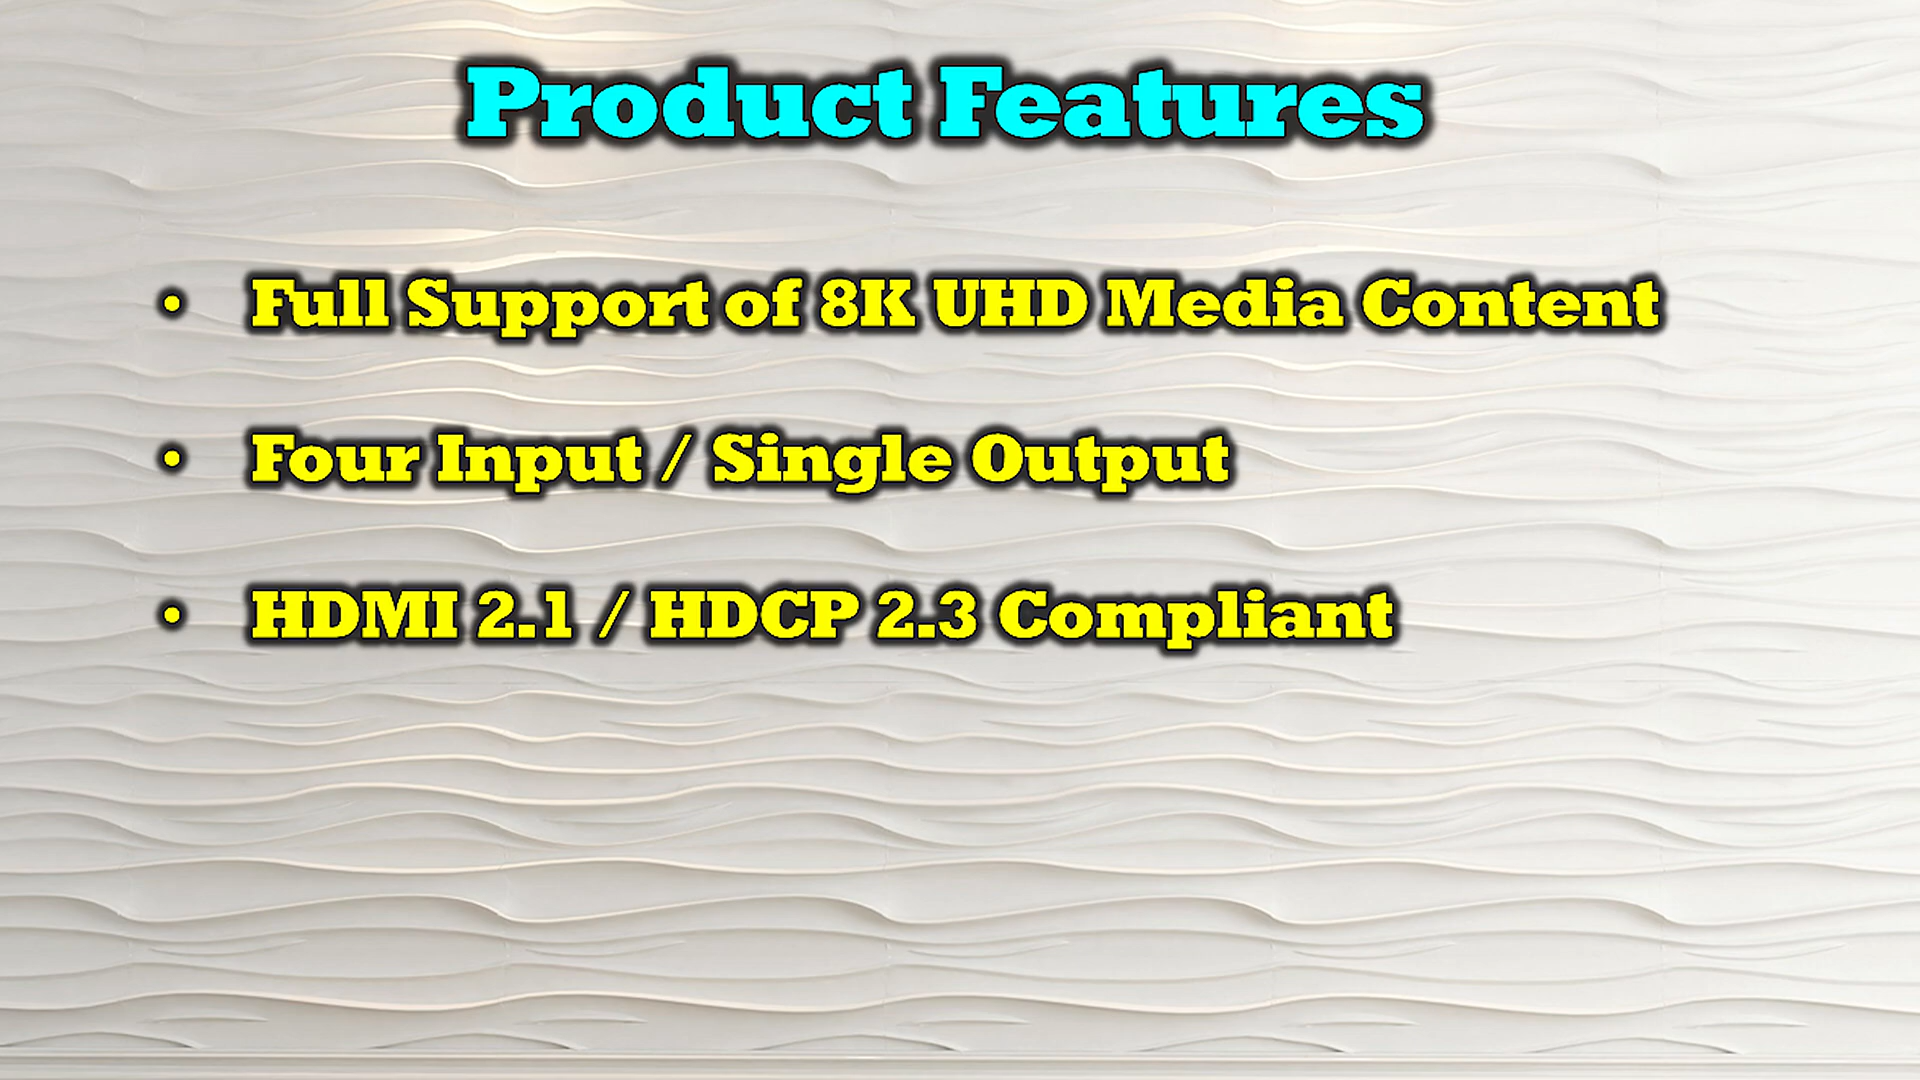 Product Features
• Full Support of 8K UHD Media Content
• Four Input / Single Output
• HDMI 2.1 / HDCP 2.3 Compliant